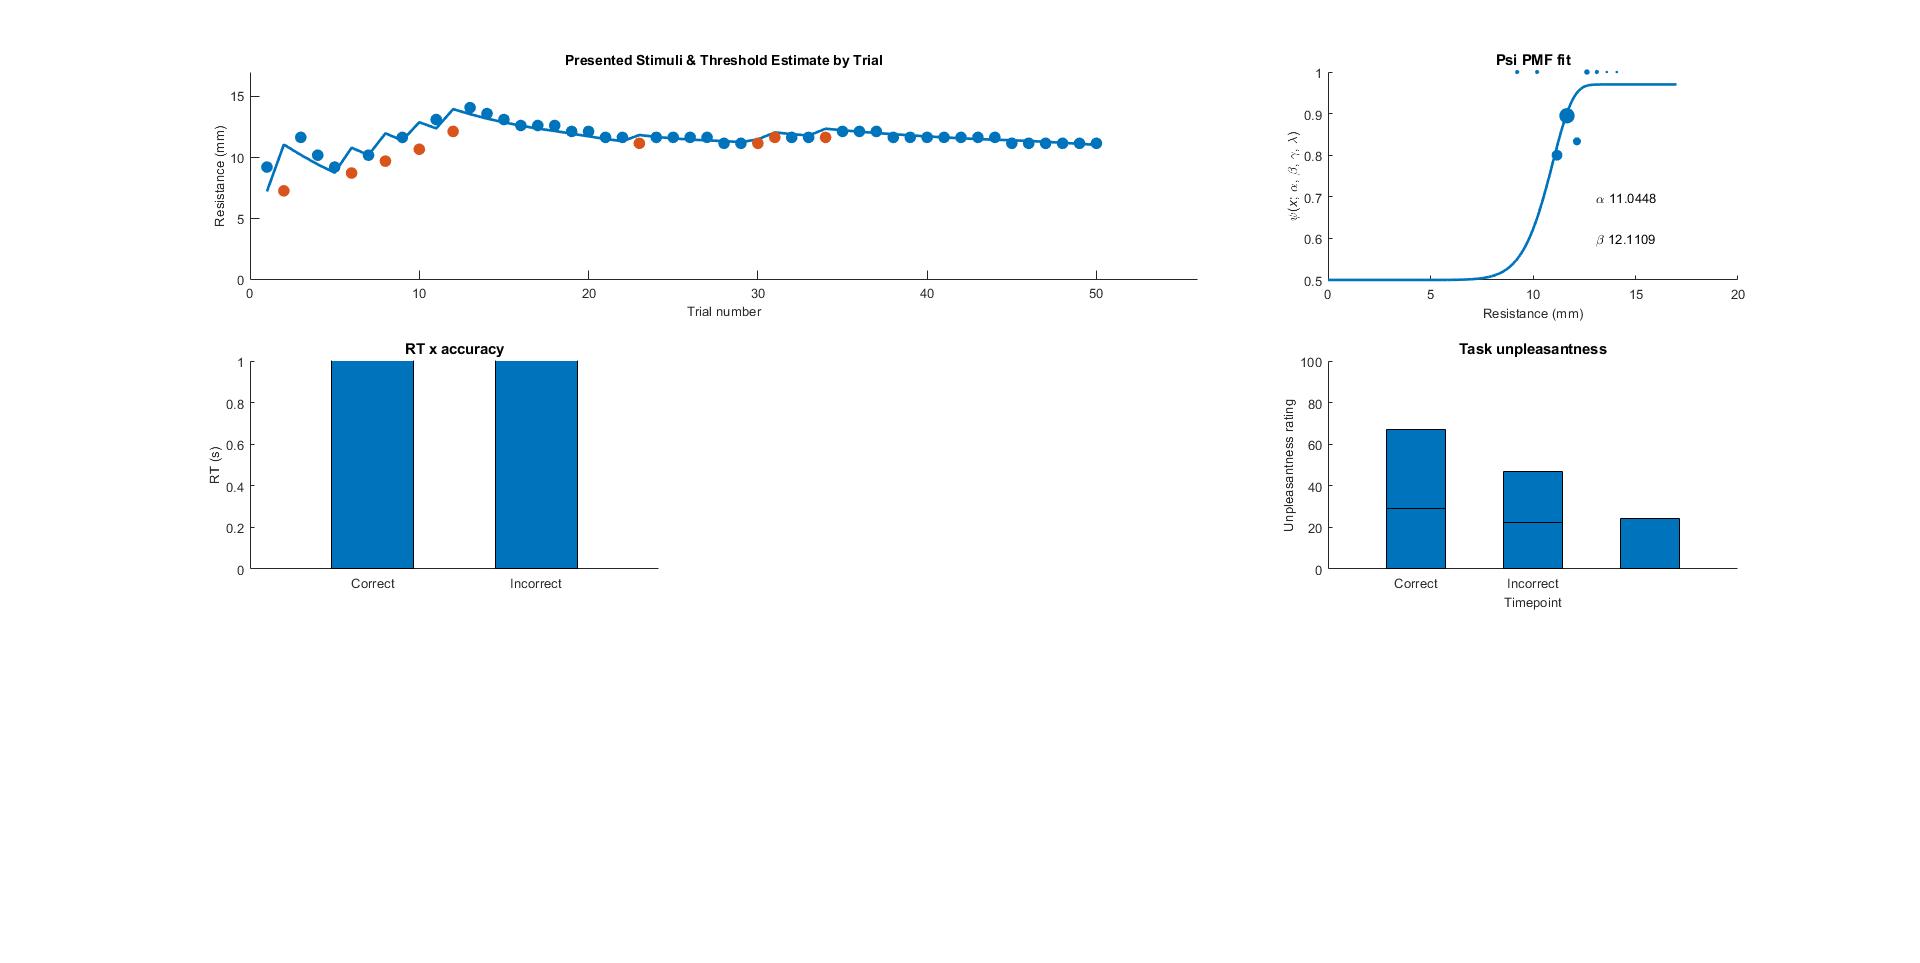 Presented Stimuli & Threshold Estimate by Trial
15
10
5
0
Resistance (mm)
0 10 20 30 40 50
Trial number
Psi PMF fit
1
0.9
0.8
0.7
0.6
0.5
ψ(x; α, β, γ, λ)
α 11.0448
β 12.1109
0 5 10 15 20
Resistance (mm)
RT x accuracy
1
0.8
0.6
0.4
0.2
0
RT (s)
Correct Incorrect
Task unpleasantness
100
80
60
40
20
0
Unpleasantness rating
Correct Incorrect
Timepoint